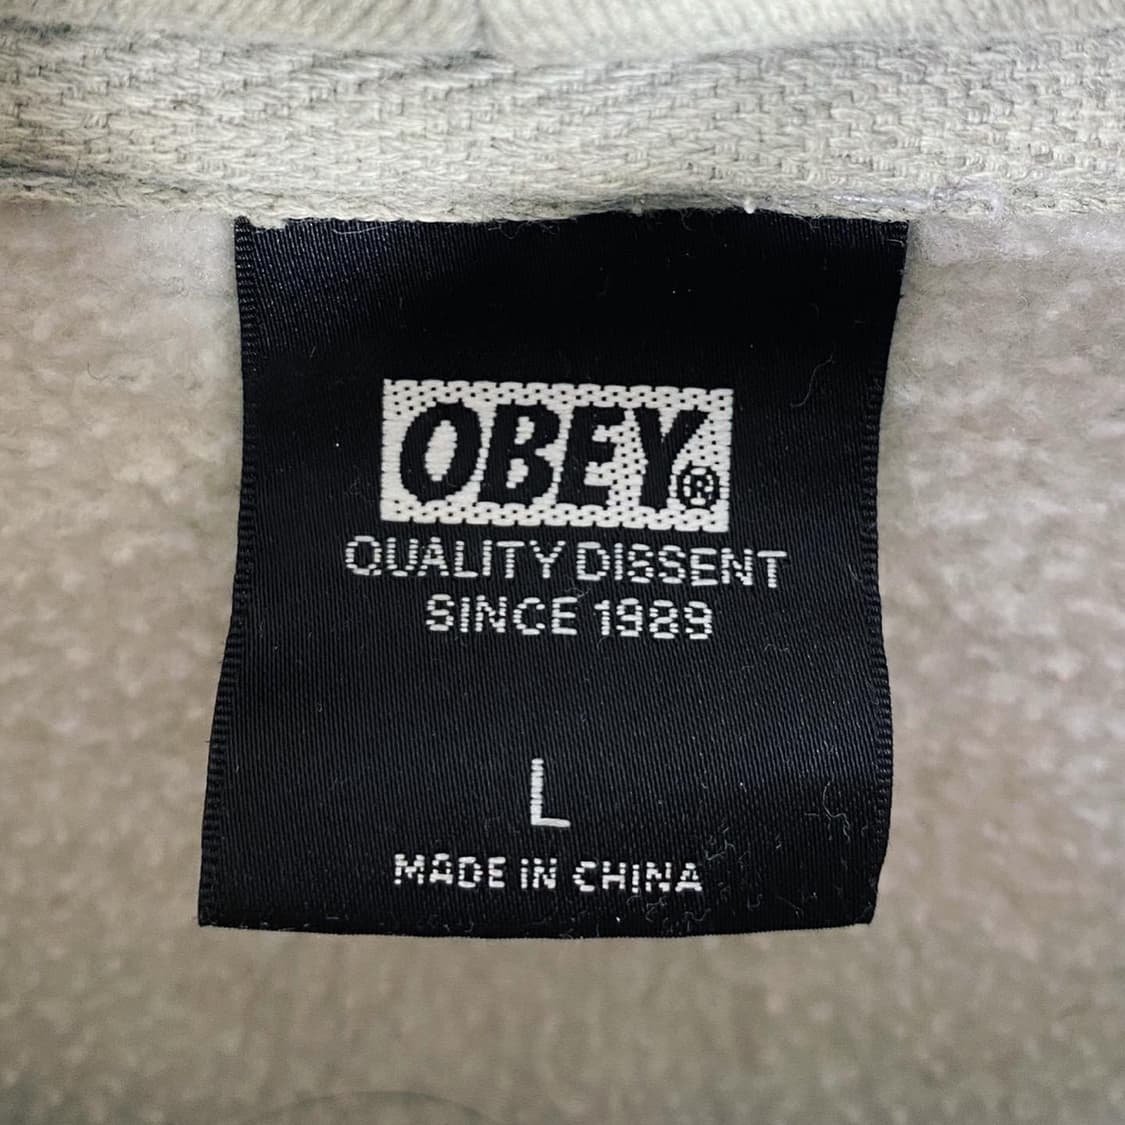 OBEY®
QUALITY DISSENT
SINCE 1989
L
MADE IN CHINA